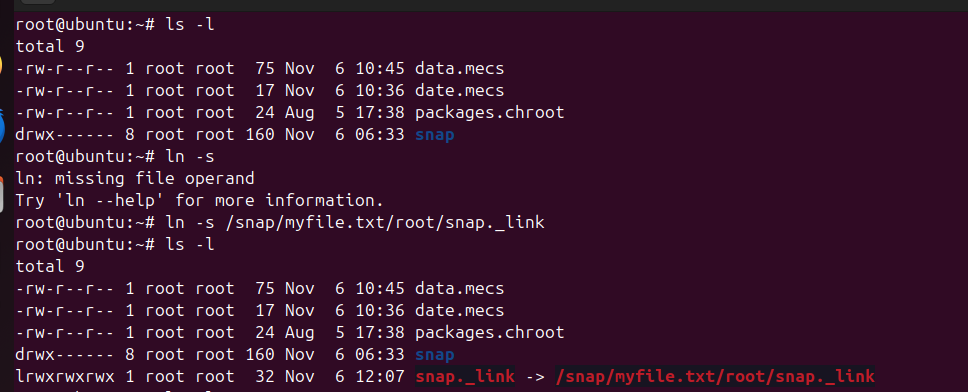 root@ubuntu:~# ls -l
total 9
-rw-r--r-- 1 root root  75 Nov  6 10:45 data.mecs
-rw-r--r-- 1 root root  17 Nov  6 10:36 date.mecs
-rw-r--r-- 1 root root  24 Aug  5 17:38 packages.chroot
drwx------ 8 root root 160 Nov  6 06:33 snap
root@ubuntu:~# ln -s
ln: missing file operand
Try 'ln --help' for more information.
root@ubuntu:~# ln -s /snap/myfile.txt/root/snap._link
root@ubuntu:~# ls -l
total 9
-rw-r--r-- 1 root root  75 Nov  6 10:45 data.mecs
-rw-r--r-- 1 root root  17 Nov  6 10:36 date.mecs
-rw-r--r-- 1 root root  24 Aug  5 17:38 packages.chroot
drwx------ 8 root root 160 Nov  6 06:33 snap
lrwxrwxrwx 1 root root  32 Nov  6 12:07 snap._link -> /snap/myfile.txt/root/snap._link